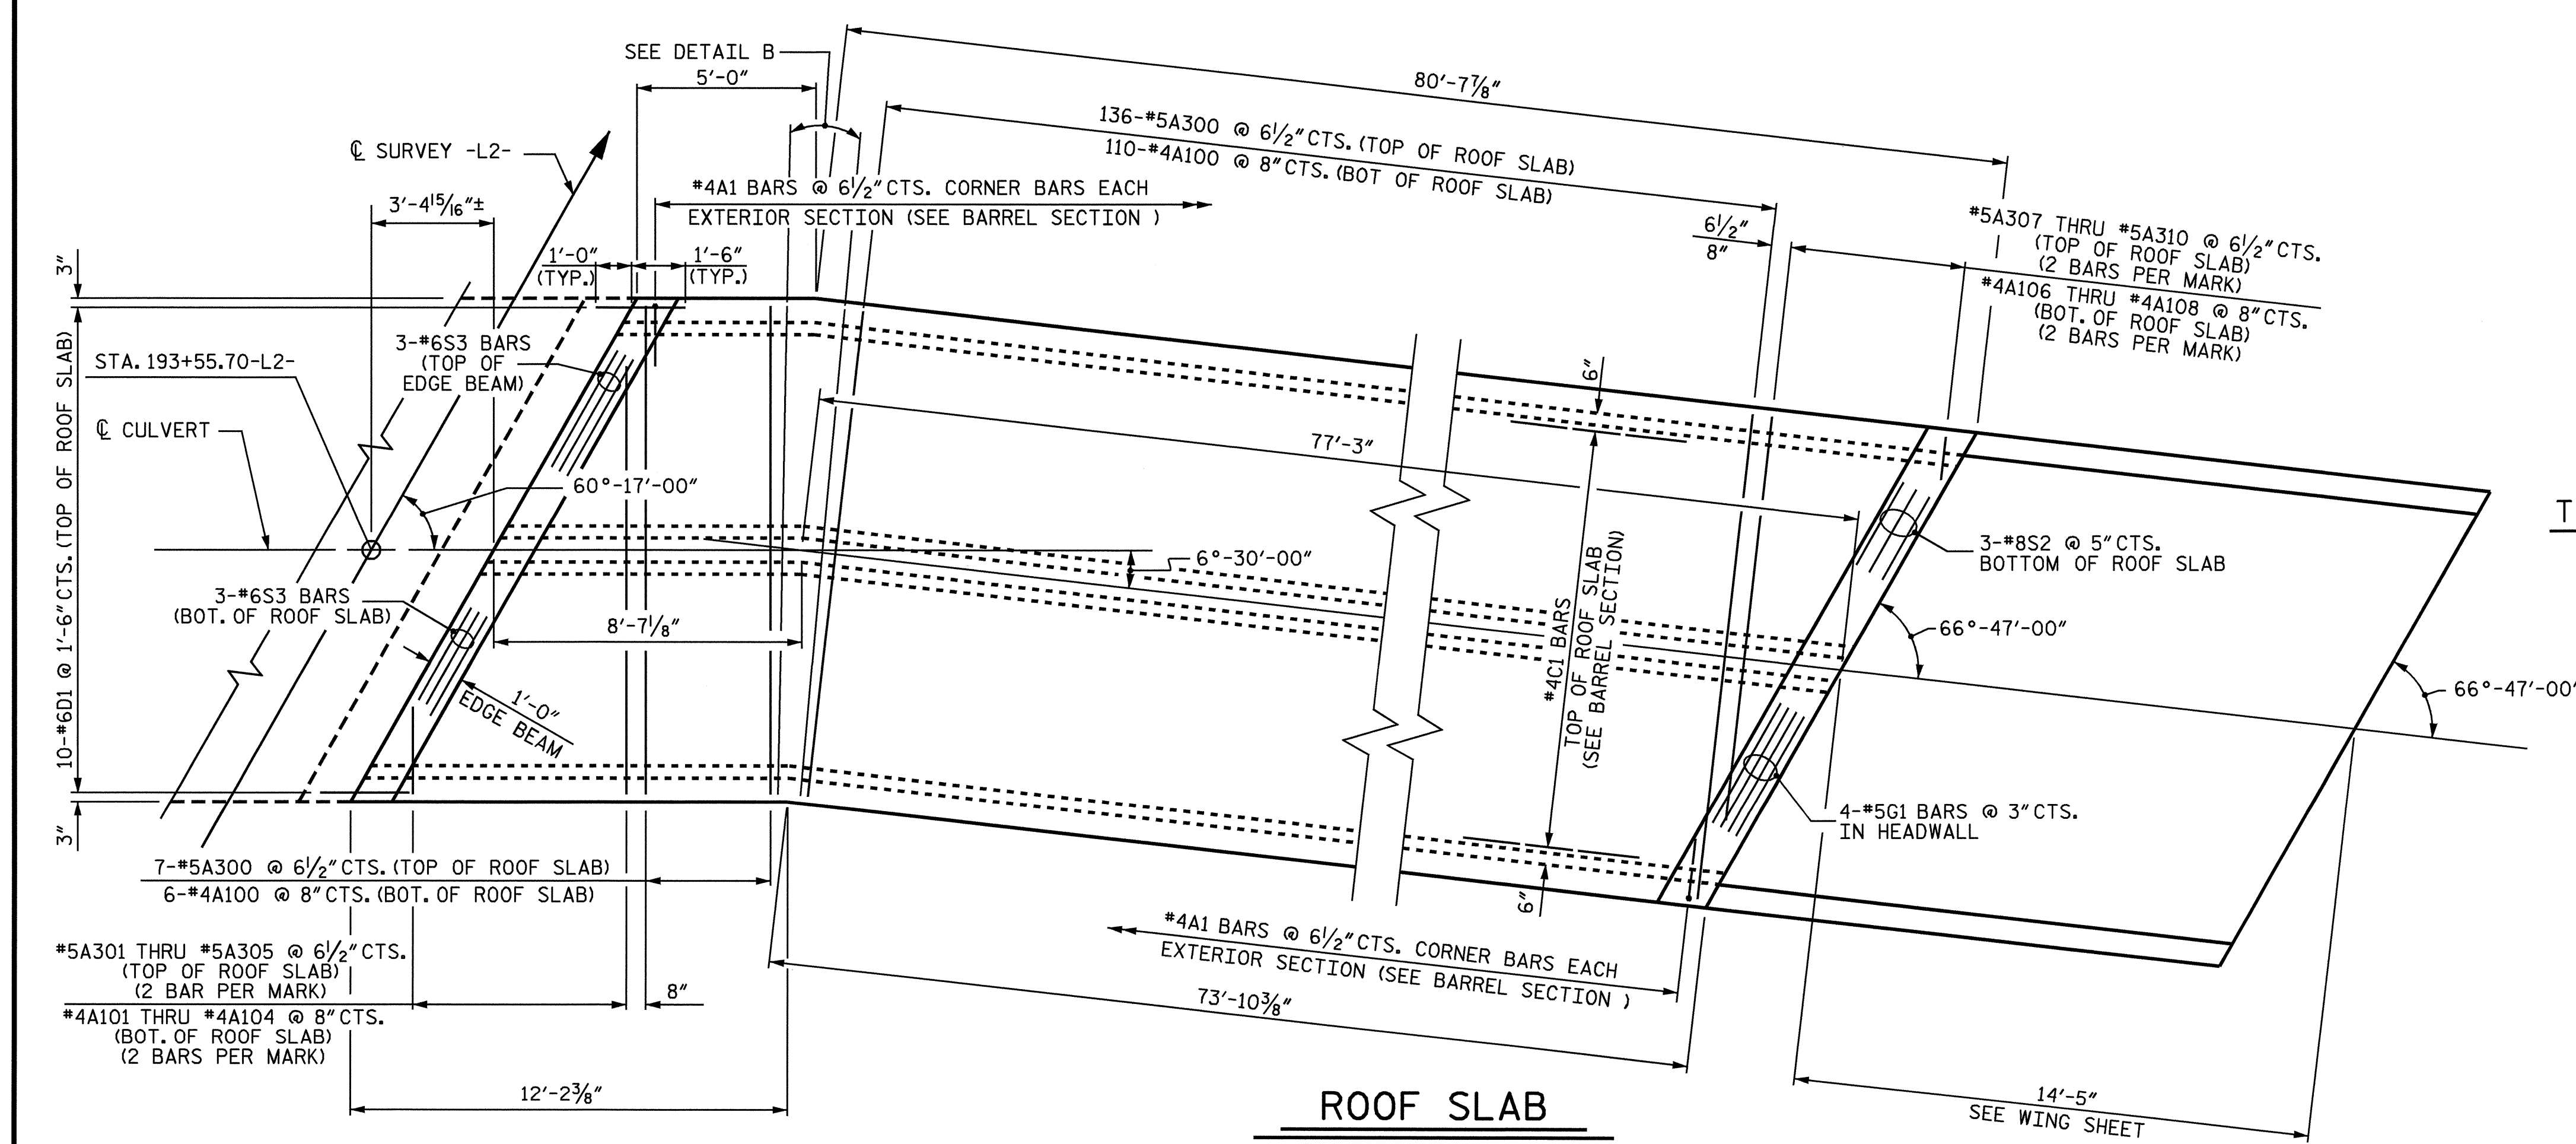 SEE DETAIL B
5'-0"
80'-7⅞"
136-#5A300 @ 6½" CTS. (TOP OF ROOF SLAB)
110-#4A100 @ 8" CTS. (BOT OF ROOF SLAB)
℄ SURVEY -L2-
3'-4 15/16"±
#4A1 BARS @ 6½" CTS. CORNER BARS EACH
EXTERIOR SECTION (SEE BARREL SECTION )
6½"
8"
#5A307 THRU #5A310 @ 6½" CTS.
(TOP OF ROOF SLAB)
(2 BARS PER MARK)
#4A106 THRU #4A108 @ 8" CTS.
(BOT. OF ROOF SLAB)
(2 BARS PER MARK)
1'-0"
(TYP.)
1'-6"
(TYP.)
3"
10-#6D1 @ 1'-6" CTS. (TOP OF ROOF SLAB)
3"
3-#6S3 BARS
(TOP OF
EDGE BEAM)
STA. 193+55.70-L2-
℄ CULVERT
60°-17'-00"
77'-3"
6"
T
6°-30'-00"
3-#8S2 @ 5" CTS.
BOTTOM OF ROOF SLAB
#4C1 BARS
TOP OF ROOF SLAB
(SEE BARREL SECTION)
3-#6S3 BARS
(BOT. OF ROOF SLAB)
8'-7⅛"
66°-47'-00"
66°-47'-00"
1'-0"
EDGE BEAM
4-#5G1 BARS @ 3" CTS.
IN HEADWALL
7-#5A300 @ 6½" CTS. (TOP OF ROOF SLAB)
6-#4A100 @ 8" CTS. (BOT. OF ROOF SLAB)
6"
#4A1 BARS @ 6½" CTS. CORNER BARS EACH
EXTERIOR SECTION (SEE BARREL SECTION )
#5A301 THRU #5A305 @ 6½" CTS.
(TOP OF ROOF SLAB)
(2 BAR PER MARK)
#4A101 THRU #4A104 @ 8" CTS.
(BOT. OF ROOF SLAB)
(2 BARS PER MARK)
8"
73'-10⅜"
12'-2⅜"
14'-5"
SEE WING SHEET
ROOF SLAB